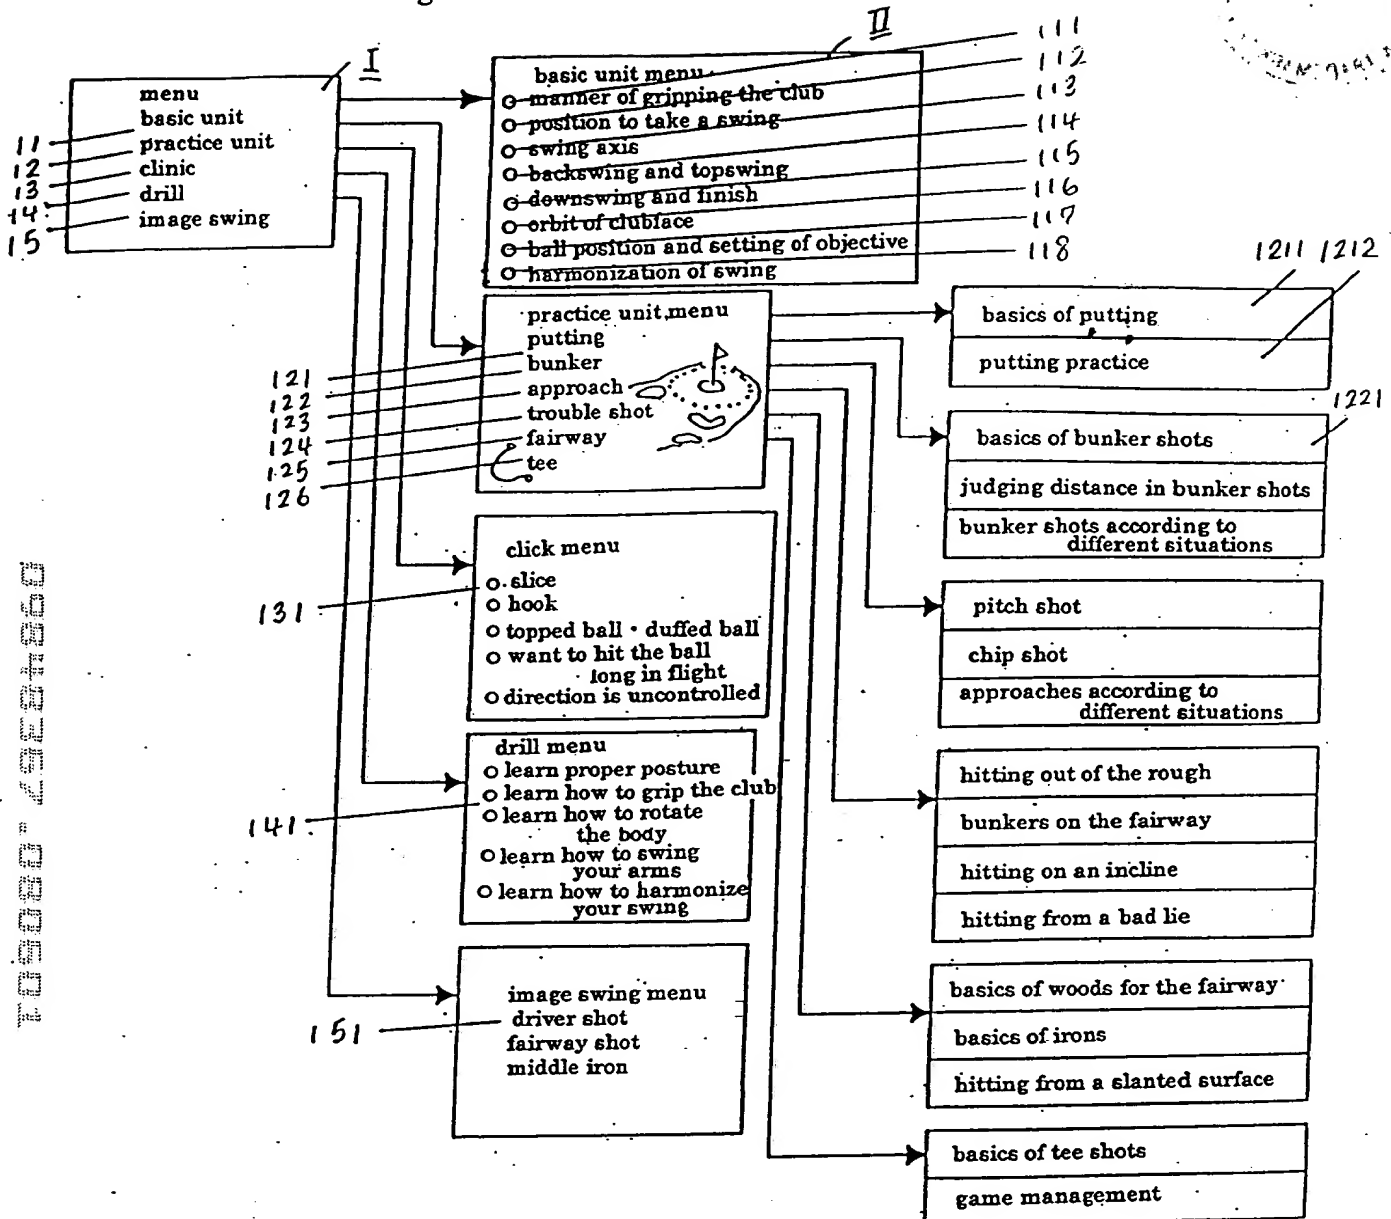 I
menu
basic unit
practice unit
clinic
drill
image swing
11
12
13
14
15
II
basic unit menu
manner of gripping the club
position to take a swing
swing axis
backswing and topswing
downswing and finish
orbit of clubface
ball position and setting of objective
harmonization of swing
111
112
113
114
115
116
117
118
practice unit menu
putting
bunker
approach
trouble shot
fairway
tee
121
122
123
124
125
126
click menu
slice
hook
topped ball · duffed ball
want to hit the ball
long in flight
direction is uncontrolled
131
drill menu
learn proper posture
learn how to grip the club
learn how to rotate
the body
learn how to swing
your arms
learn how to harmonize
your swing
141
image swing menu
driver shot
fairway shot
middle iron
151
1211 1212
basics of putting
putting practice
1221
basics of bunker shots
judging distance in bunker shots
bunker shots according to
different situations
pitch shot
chip shot
approaches according to
different situations
hitting out of the rough
bunkers on the fairway
hitting on an incline
hitting from a bad lie
basics of woods for the fairway
basics of irons
hitting from a slanted surface
basics of tee shots
game management
09848367.080501